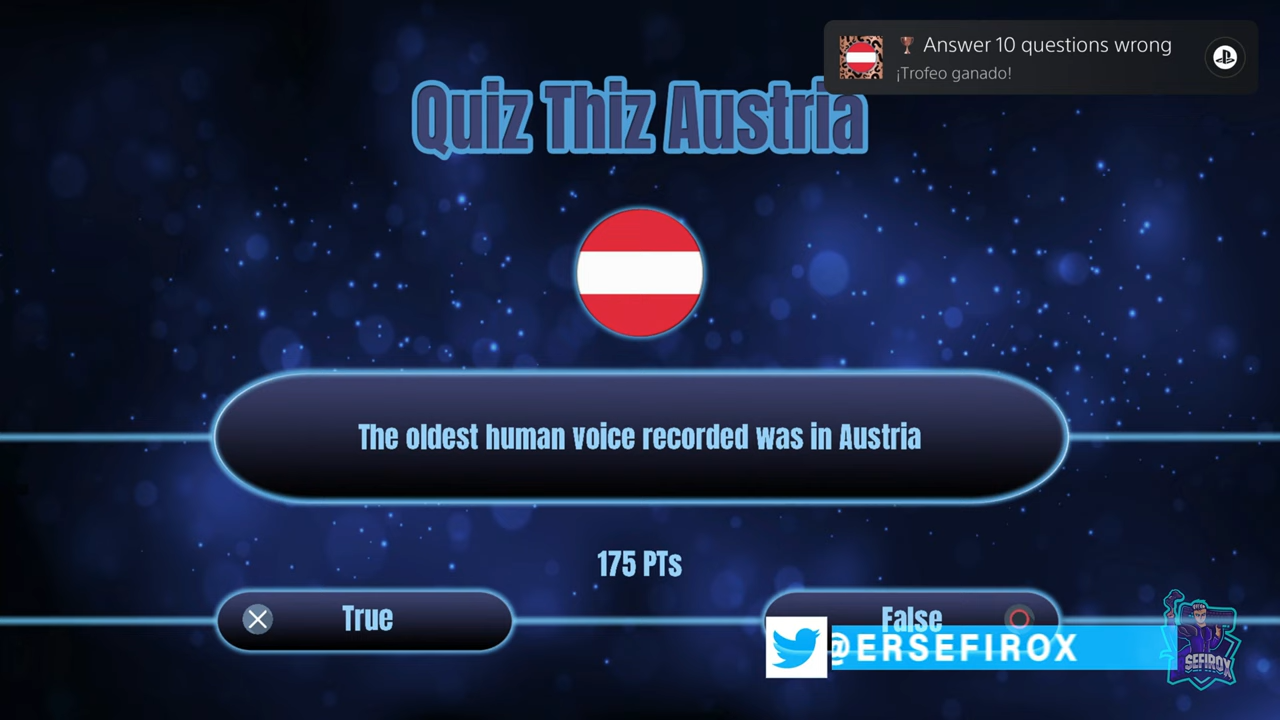 Answer 10 questions wrong
¡Trofeo ganado!
Quiz Thiz Austria
The oldest human voice recorded was in Austria
175 PTs
True
False
@ERSEFIROX
SEFIROX